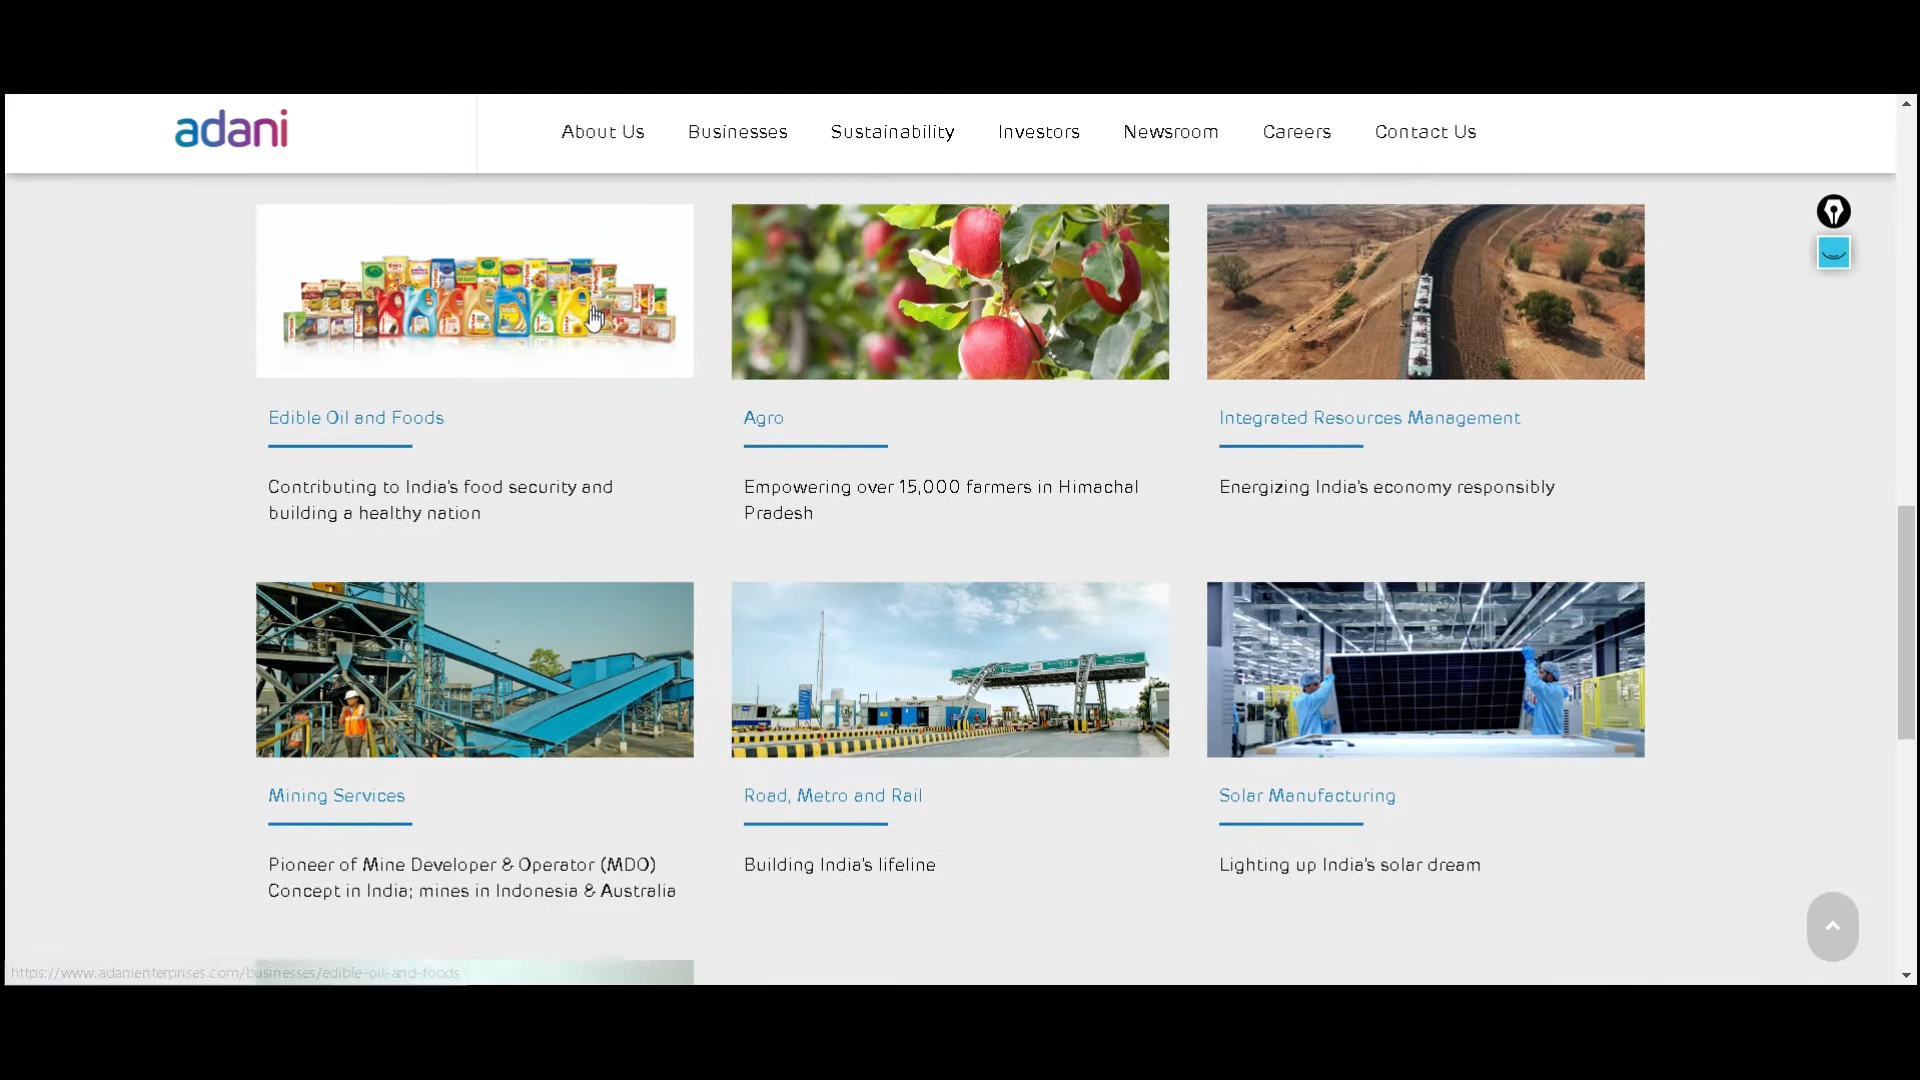 adani
About Us Businesses Sustainability Investors Newsroom Careers Contact Us
Edible Oil and Foods
Agro
Integrated Resources Management
Contributing to India's food security and
building a healthy nation
Empowering over 15,000 farmers in Himachal
Pradesh
Energizing India's economy responsibly
Mining Services
Road, Metro and Rail
Solar Manufacturing
Pioneer of Mine Developer & Operator (MDO)
Concept in India; mines in Indonesia & Australia
Building India's lifeline
Lighting up India's solar dream
https://www.adanienterprises.com/businesses/edible-oil-and-foods